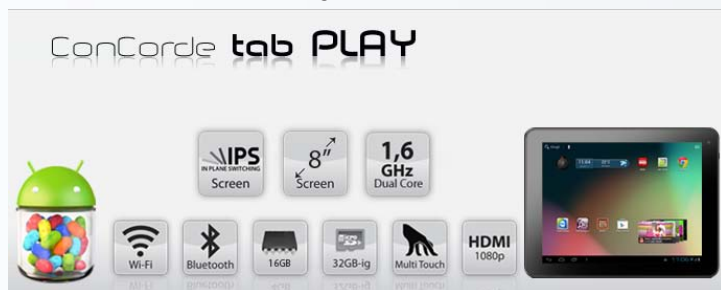 ConCorde tab PLAY
IPS
IN PLANE SWITCHING
Screen
8"
Screen
1,6
GHz
Dual Core
Wi-Fi
Bluetooth
16GB
32GB-ig
Multi Touch
HDMI
1080p